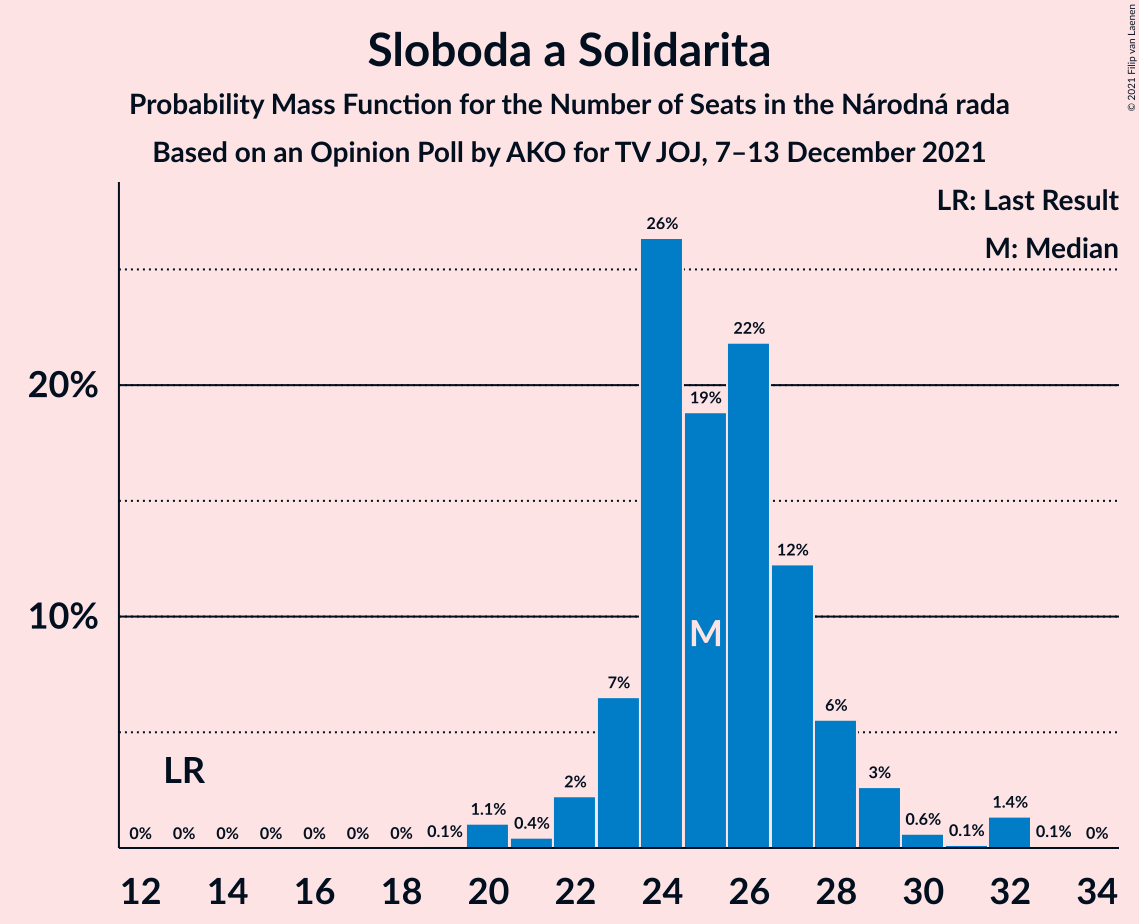 Sloboda a Solidarita
Probability Mass Function for the Number of Seats in the Národná rada
Based on an Opinion Poll by AKO for TV JOJ, 7–13 December 2021
© 2021 Filip van Laenen
LR: Last Result
M: Median
26%
22%
20%
19%
12%
10%
M
7%
6%
LR
3%
2%
1.4%
1.1%
0.6%
0.4%
0% 0% 0% 0% 0% 0% 0% 0.1% 0.1% 0.1% 0%
12 14 16 18 20 22 24 26 28 30 32 34